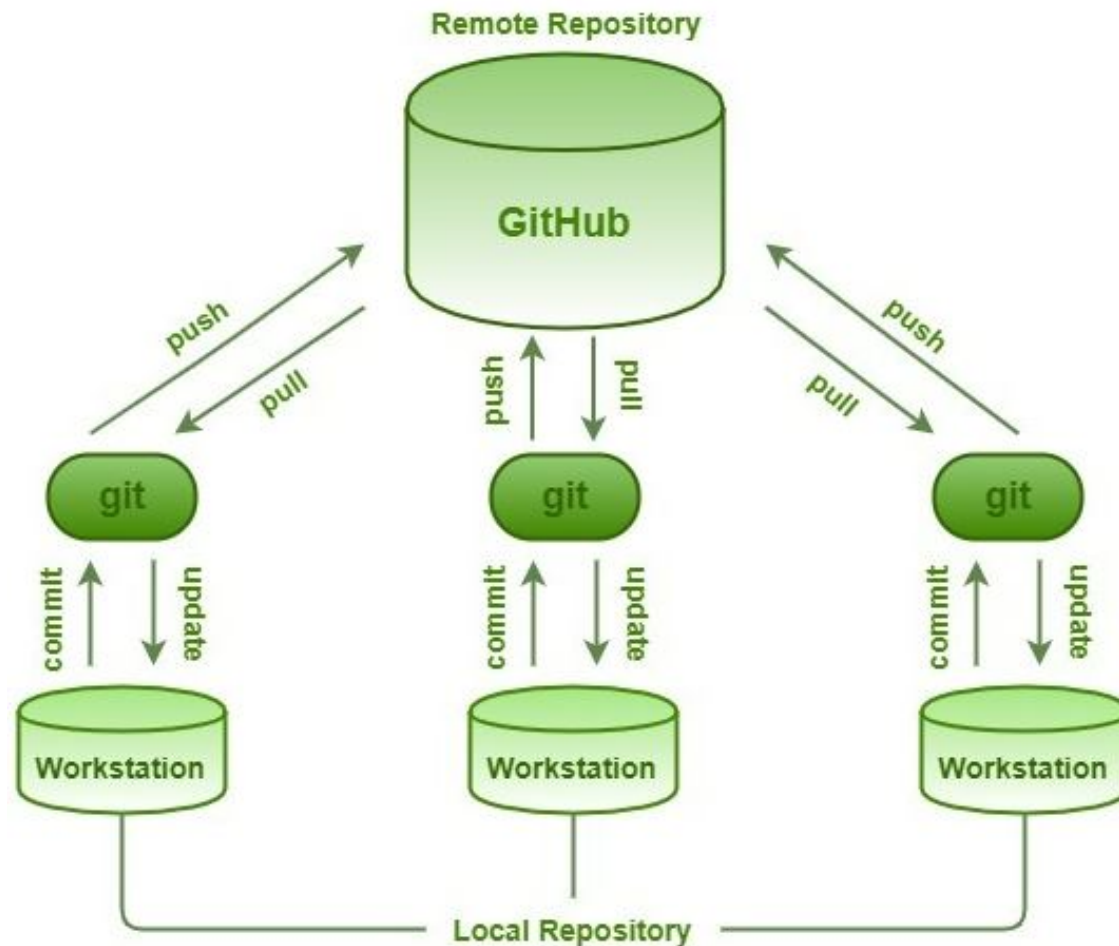 Remote Repository
GitHub
push
pull
push
pull
push
pull
git
git
git
commit
update
commit
update
commit
update
Workstation
Workstation
Workstation
Local Repository